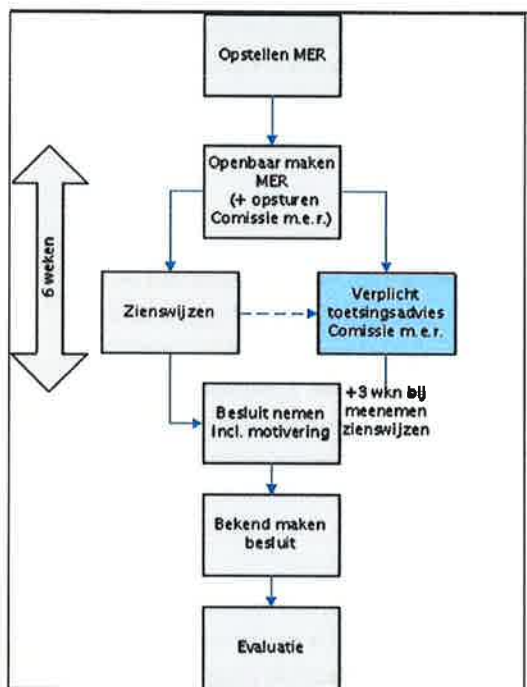 Opstellen MER
Openbaar maken
MER
(+ opsturen
Comissie m.e.r.)
6 weken
Zienswijzen
Verplicht
toetsingsadvies
Comissie m.e.r.
+3 wkn bij
meenemen
zienswijzen
Besluit nemen
Incl. motivering
Bekend maken
besluit
Evaluatie